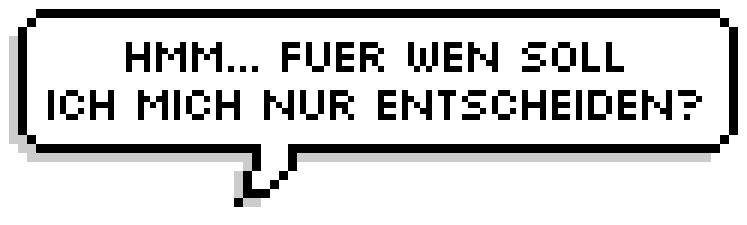 HMM... FUER WEN SOLL
ICH MICH NUR ENTSCHEIDEN?